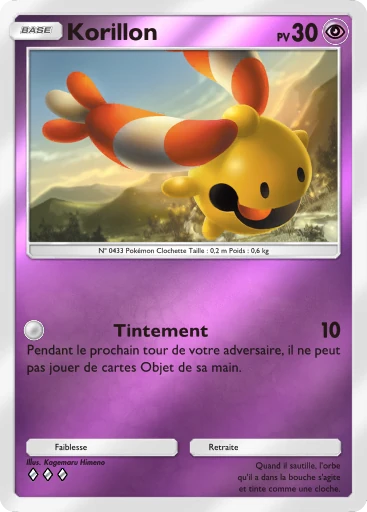 BASE
Korillon
PV 30
N° 0433 Pokémon Clochette Taille : 0,2 m Poids : 0,6 kg
Tintement 10
Pendant le prochain tour de votre adversaire, il ne peut
pas jouer de cartes Objet de sa main.
Faiblesse
Retraite
Illus. Kagemaru Himeno
Quand il sautille, l'orbe
qu'il a dans la bouche s'agite
et tinte comme une cloche.